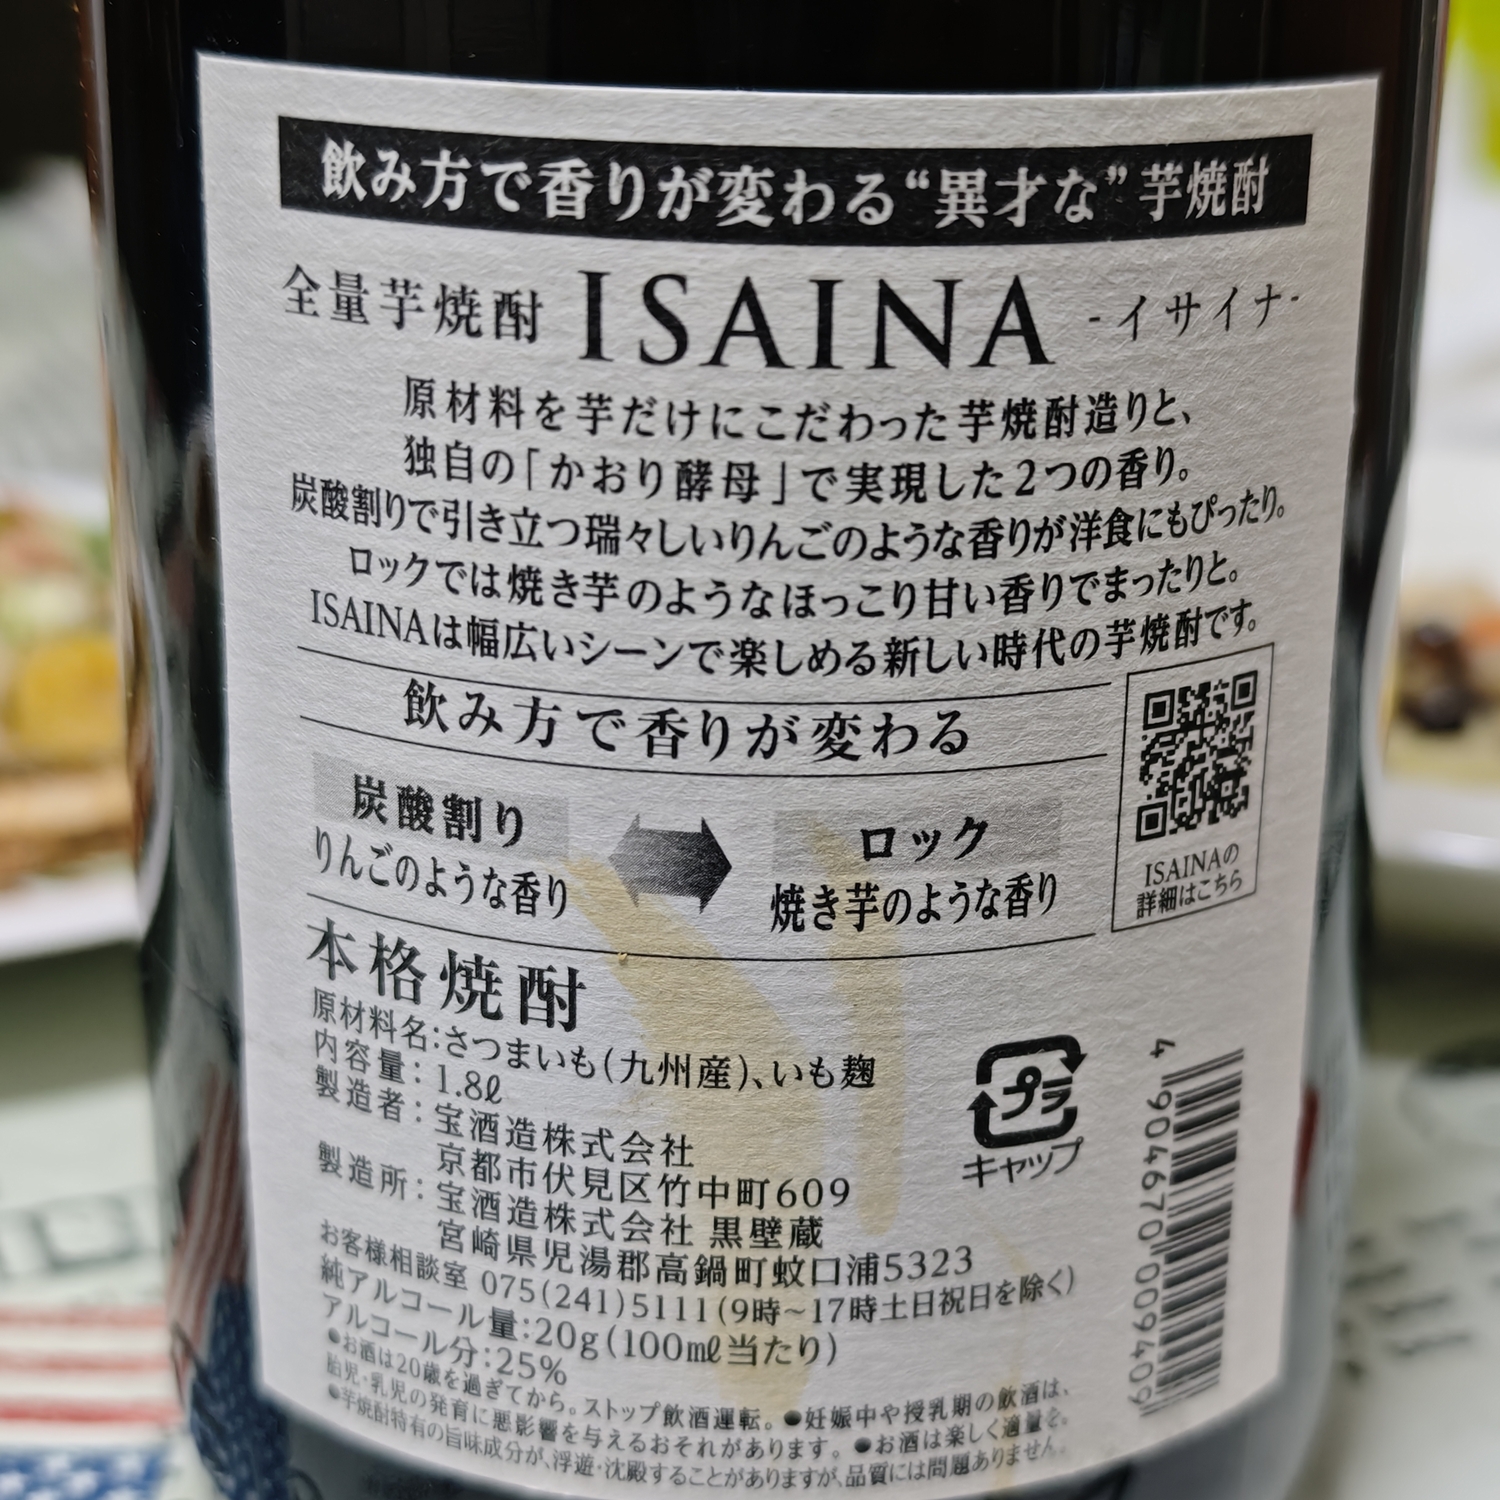 飲み方で香りが変わる“異才な”芋焼酎
全量芋焼酎 ISAINA -イサイナ-
原材料を芋だけにこだわった芋焼酎造りと、
独自の「かおり酵母」で実現した2つの香り。
炭酸割りで引き立つ瑞々しいりんごのような香りが洋食にもぴったり。
ロックでは焼き芋のようなほっこり甘い香りでまったりと。
ISAINAは幅広いシーンで楽しめる新しい時代の芋焼酎です。
飲み方で香りが変わる
炭酸割り
りんごのような香り
ロック
焼き芋のような香り
ISAINAの
詳細はこちら
本格焼酎
原材料名:さつまいも(九州産)、いも麹
内容量:1.8ℓ
製造者:宝酒造株式会社
京都市伏見区竹中町609
製造所:宝酒造株式会社 黒壁蔵
宮崎県児湯郡高鍋町蚊口浦5323
お客様相談室 075(241)5111(9時~17時土日祝日を除く)
純アルコール量:20g(100mℓ当たり)
アルコール分:25%
●お酒は20歳を過ぎてから。ストップ飲酒運転。●妊娠中や授乳期の飲酒は、
胎児・乳児の発育に悪影響を与えるおそれがあります。●お酒は楽しく適量を。
●芋焼酎特有の旨味成分が、浮遊・沈殿することがありますが、品質には問題ありません。
プラ
キャップ
4 904670 009409